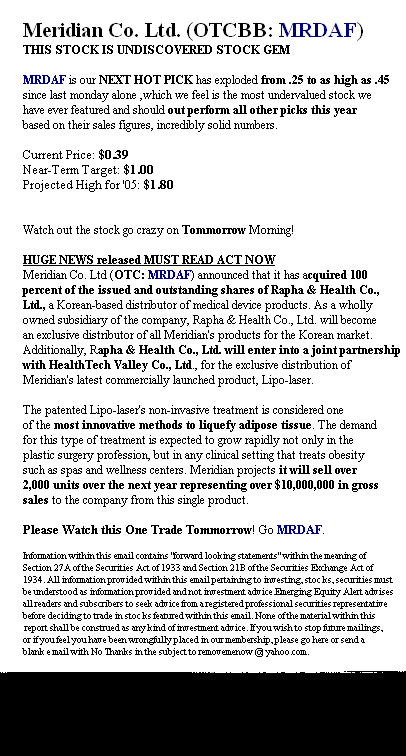 Meridian Co. Ltd. (OTCBB: MRDAF)
THIS STOCK IS UNDISCOVERED STOCK GEM
MRDAF is our NEXT HOT PICK has exploded from .25 to as high as .45
since last monday alone ,which we feel is the most undervalued stock we
have ever featured and should out perform all other picks this year
based on their sales figures, incredibly solid numbers.
Current Price: $0.39
Near-Term Target: $1.00
Projected High for '05: $1.80
Watch out the stock go crazy on Tommorow Morning!
HUGE NEWS released MUST READ ACT NOW
Meridian Co. Ltd (OTC: MRDAF) announced that it has acquired 100
percent of the issued and outstanding shares of Rapha & Health Co.,
Ltd., a Korean-based distributor of medical device products. As a wholly
owned subsidiary of the company, Rapha & Health Co., Ltd. will become
an exclusive distributor of all Meridian's products for the Korean market.
Additionally, Rapha & Health Co., Ltd. will enter into a joint partnership
with HealthTech Valley Co., Ltd., for the exclusive distribution of
Meridian's latest commercially launched product, Lipo-laser.
The patented Lipo-laser's non-invasive treatment is considered one
of the most innovative methods to liquefy adipose tissue. The demand
for this type of treatment is expected to grow rapidly not only in the
plastic surgery profession, but in any clinical setting that treats obesity
such as spas and wellness centers. Meridian projects it will sell over
2,000 units over the next year representing over $10,000,000 in gross
sales to the company from this single product.
Please Watch this One Trade Tommorrow! Go MRDAF.
Information within this email contains "forward looking statements" within the meaning of
Section 27A of the Securities Act of 1933 and Section 21B of the Securities Exchange Act of
1934. All information provided within this email pertaining to investing, stocks, securities must
be understood as information provided and not investment advice. Emerging Equity Alert advises
all readers and subscribers to seek advice from a registered professional securities representative
before deciding to trade in stocks featured within this email. None of the material within this
report shall be construed as any kind of investment advice. If you wish to stop future mailings,
or if you feel you have been wrongfully placed in our membership, please go here or send a
blank e mail with No Thanks in the subject to removemenow @ yahoo.com.